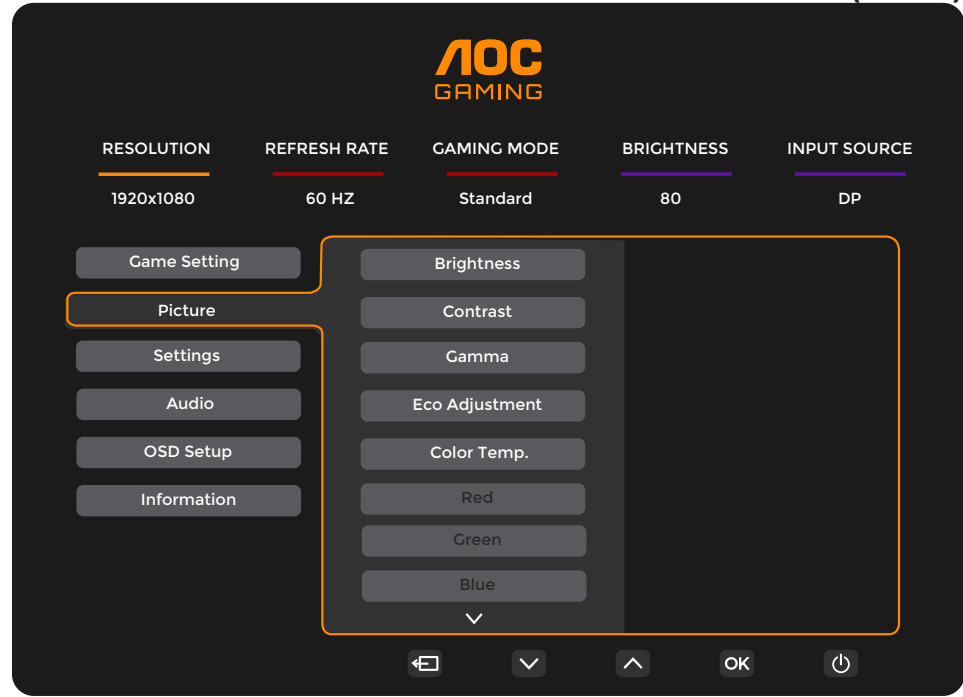 AOC
GAMING
RESOLUTION REFRESH RATE GAMING MODE BRIGHTNESS INPUT SOURCE
1920x1080 60 HZ Standard 80 DP
Game Setting
Picture
Settings
Audio
OSD Setup
Information
Brightness
Contrast
Gamma
Eco Adjustment
Color Temp.
Red
Green
Blue
OK